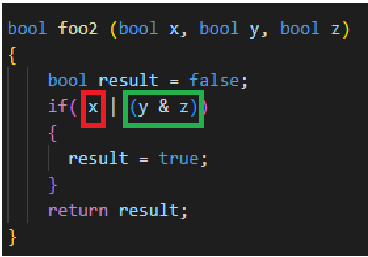 bool foo2 (bool x, bool y, bool z)
{
    bool result = false;
    if( x | (y & z))
    {
      result = true;
    }
    return result;
}